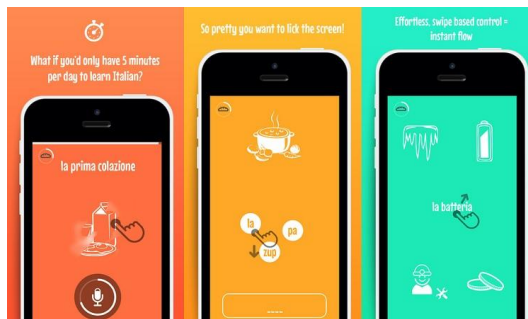 What if you'd only have 5 minutes
per day to learn Italian?
la prima colazione
So pretty you want to lick the screen!
la
pa
zup
Effortless, swipe based control =
instant flow
la batteria